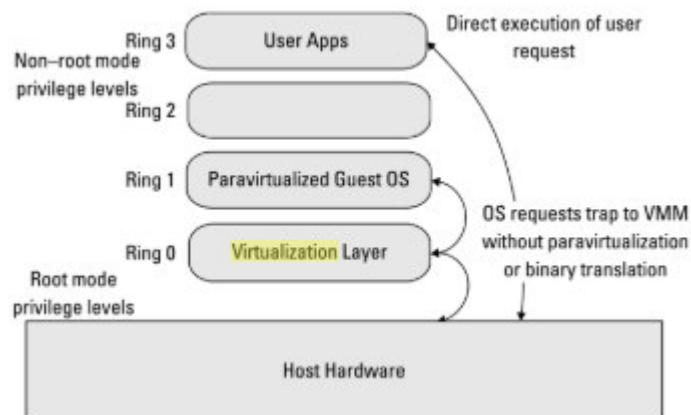 Ring 3
User Apps
Direct execution of user
request
Non–root mode
privilege levels
Ring 2
Ring 1
Paravirtualized Guest OS
OS requests trap to VMM
without paravirtualization
or binary translation
Ring 0
Virtualization Layer
Root mode
privilege levels
Host Hardware